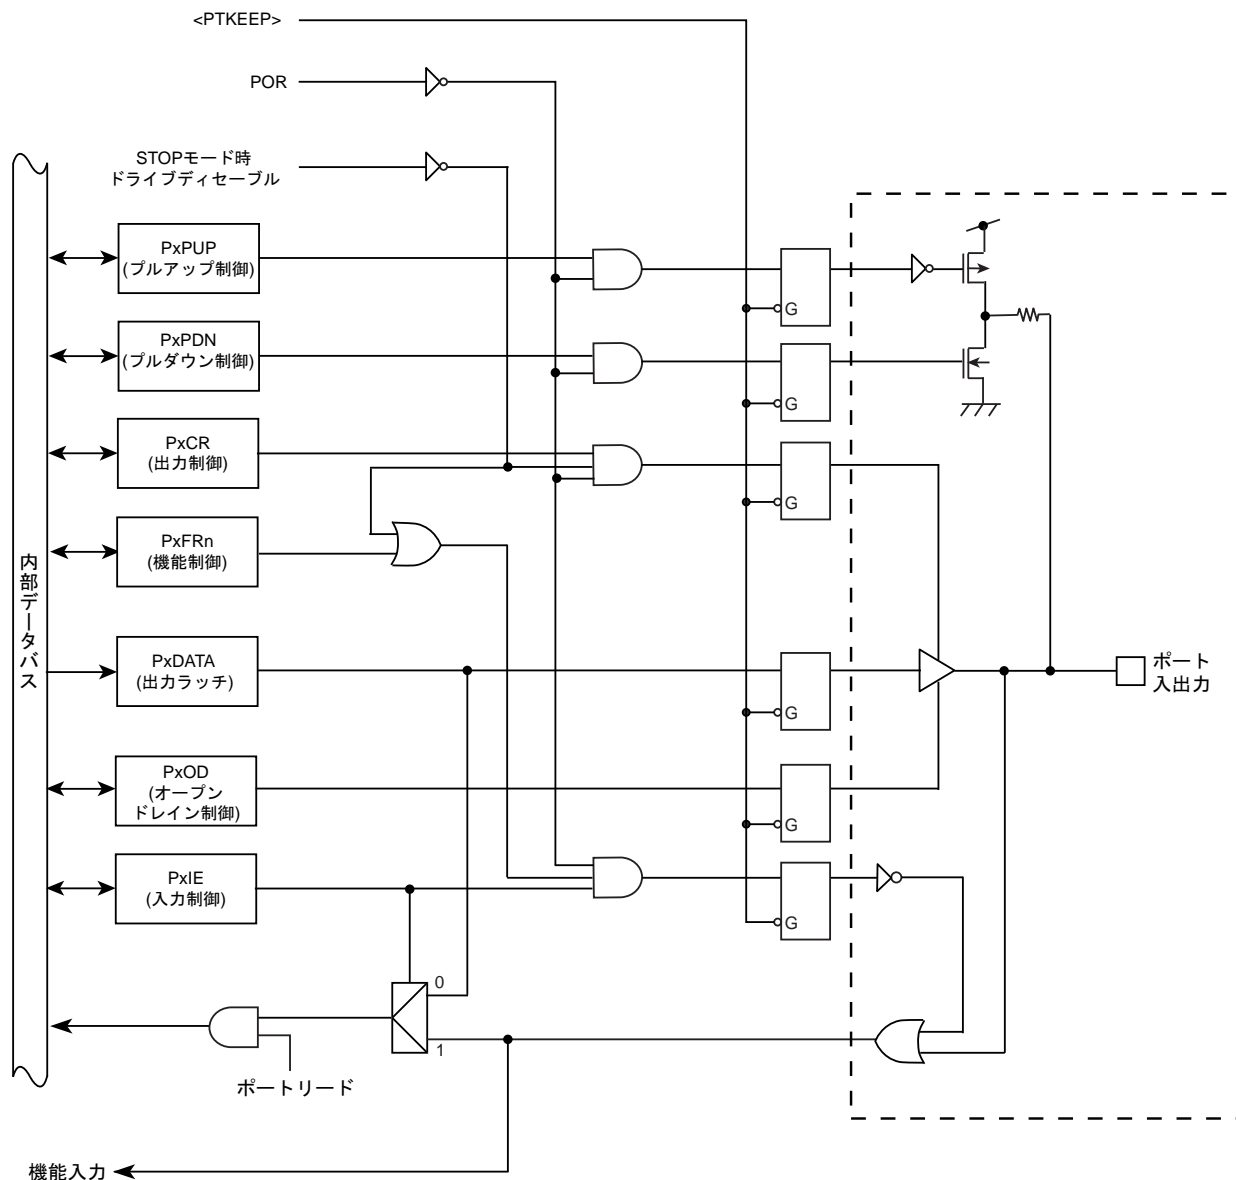 <PTKEEP>
POR
STOPモード時
ドライブディセーブル
PxPUP
(プルアップ制御)
G
PxPDN
(プルダウン制御)
G
PxCR
(出力制御)
G
PxFRn
(機能制御)
内部データバス
PxDATA
(出力ラッチ)
G
ポート
入出力
PxOD
(オープン
ドレイン制御)
G
PxIE
(入力制御)
G
0
1
ポートリード
機能入力